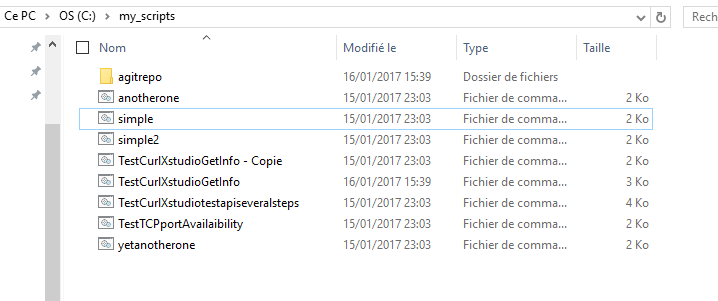 Ce PC > OS (C:) > my_scripts Rech
Nom Modifié le Type Taille
agitrepo 16/01/2017 15:39 Dossier de fichiers
anotherone 15/01/2017 23:03 Fichier de comma... 2 Ko
simple 15/01/2017 23:03 Fichier de comma... 2 Ko
simple2 15/01/2017 23:03 Fichier de comma... 2 Ko
TestCurlXstudioGetInfo - Copie 15/01/2017 23:03 Fichier de comma... 2 Ko
TestCurlXstudioGetInfo 16/01/2017 15:39 Fichier de comma... 3 Ko
TestCurlXstudiotestapiseveralsteps 15/01/2017 23:03 Fichier de comma... 4 Ko
TestTCPportAvailaibility 15/01/2017 23:03 Fichier de comma... 2 Ko
yetanotherone 15/01/2017 23:03 Fichier de comma... 2 Ko